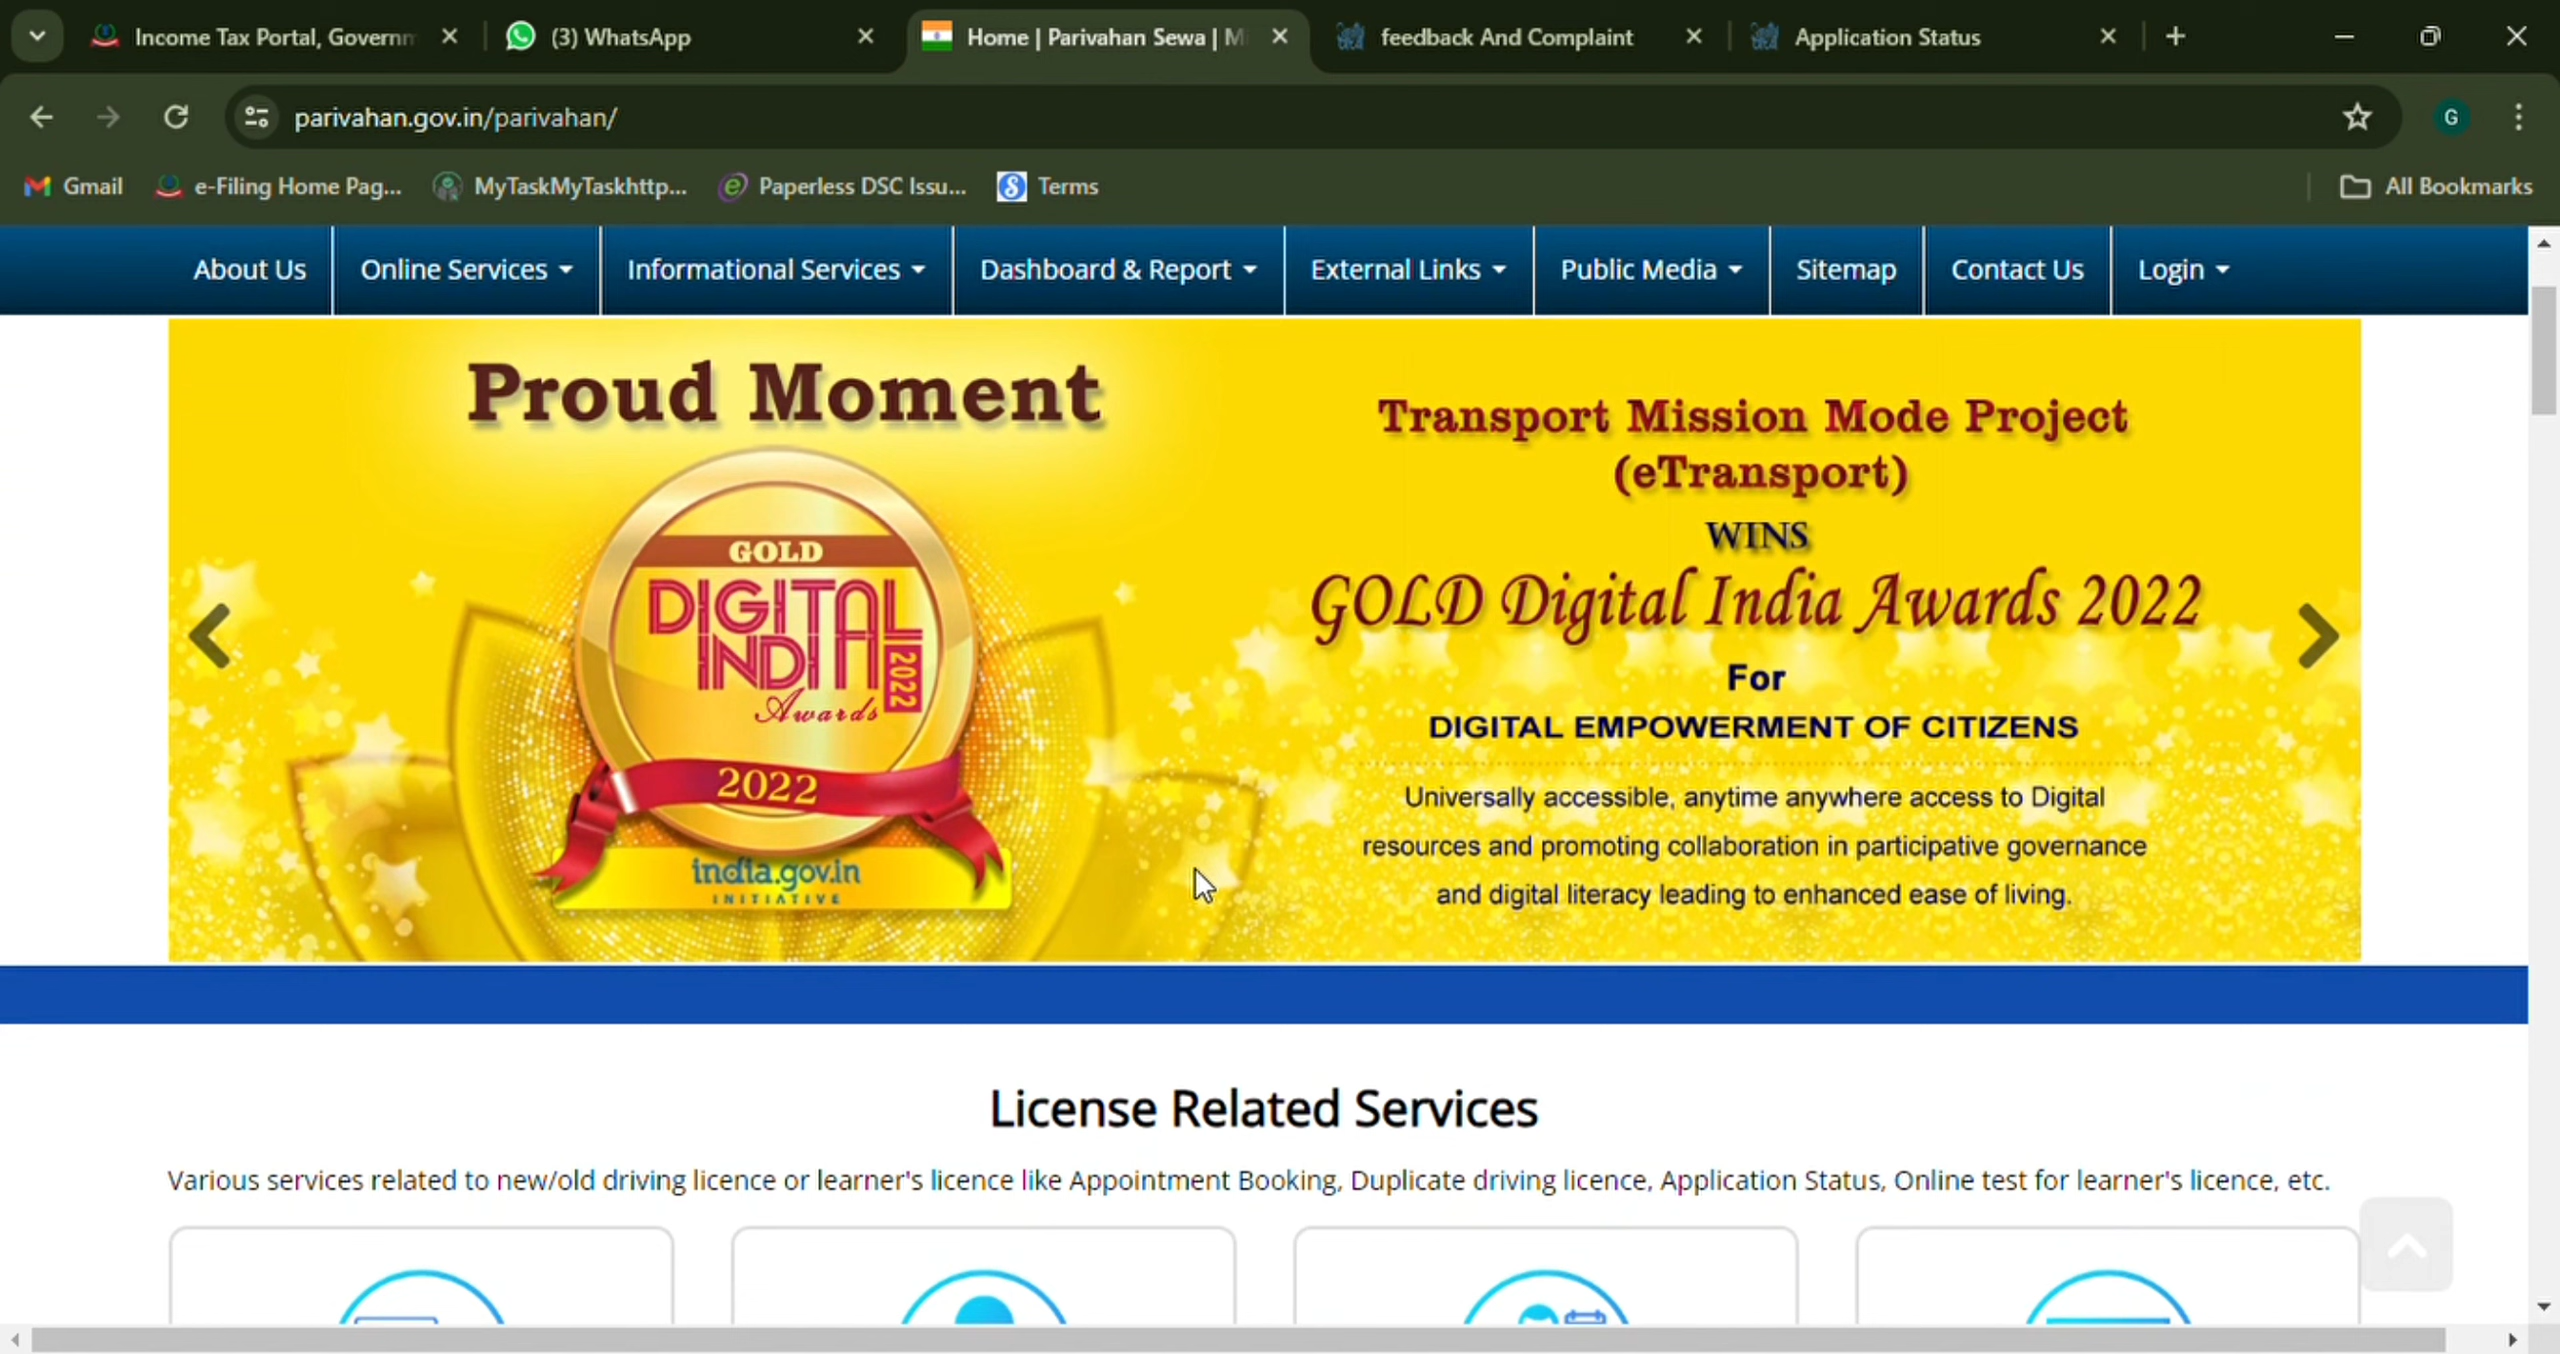 Income Tax Portal, Governm
(3) WhatsApp
Home | Parivahan Sewa | M
feedback And Complaint
Application Status
parivahan.gov.in/parivahan/
G
Gmail
e-Filing Home Pag...
MyTaskMyTaskhttp...
Paperless DSC Issu...
Terms
All Bookmarks
About Us
Online Services
Informational Services
Dashboard & Report
External Links
Public Media
Sitemap
Contact Us
Login
Proud Moment
GOLD
DIGITAL
INDIA
2022
Awards
2022
india.gov.in
INITIATIVE
Transport Mission Mode Project
(eTransport)
WINS
GOLD Digital India Awards 2022
For
DIGITAL EMPOWERMENT OF CITIZENS
Universally accessible, anytime anywhere access to Digital
resources and promoting collaboration in participative governance
and digital literacy leading to enhanced ease of living.
License Related Services
Various services related to new/old driving licence or learner's licence like Appointment Booking, Duplicate driving licence, Application Status, Online test for learner's licence, etc.